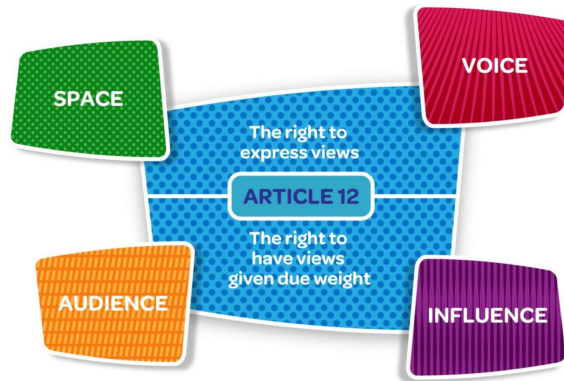 SPACE
VOICE
The right to
express views
ARTICLE 12
The right to
have views
given due weight
AUDIENCE
INFLUENCE